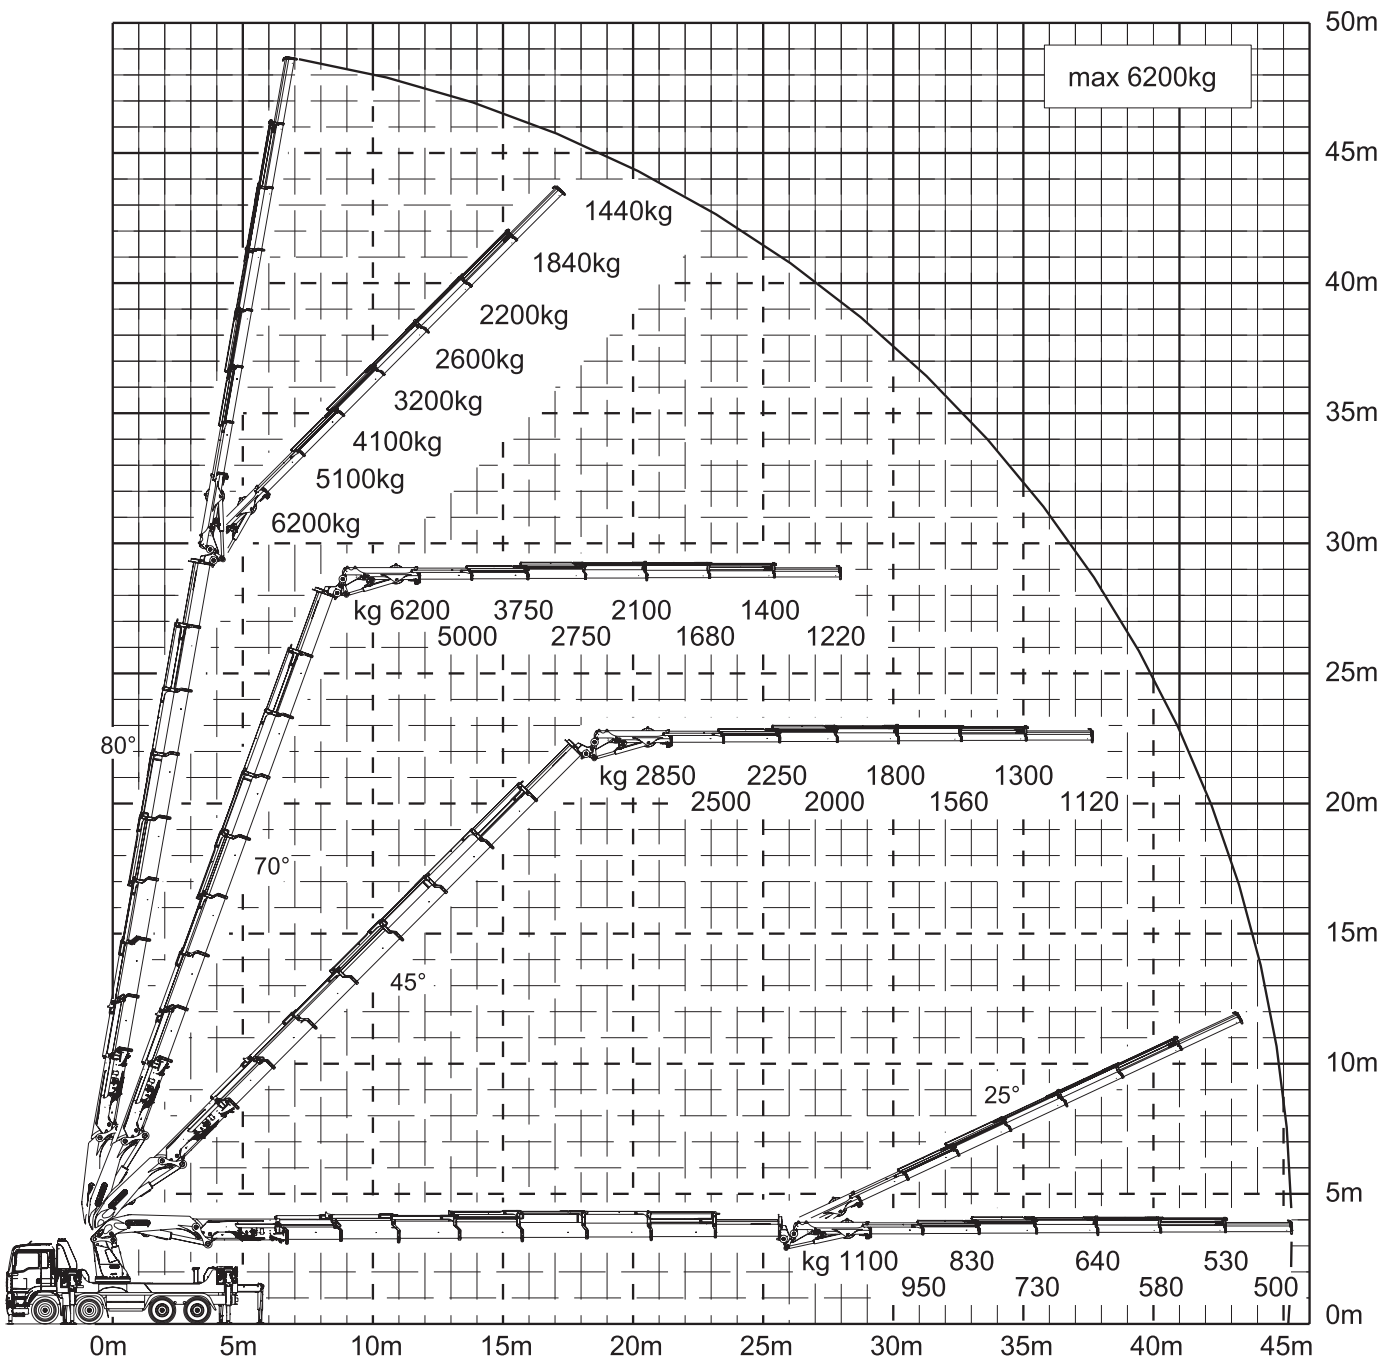 50m
max 6200kg
45m
1440kg
1840kg
40m
2200kg
2600kg
3200kg
35m
4100kg
5100kg
6200kg
30m
kg 6200 3750 2100 1400
5000 2750 1680 1220
25m
80°
kg 2850 2250 1800 1300
2500 2000 1560 1120
20m
70°
15m
45°
10m
25°
5m
kg 1100 830 640 530
950 730 580 500
0m
0m 5m 10m 15m 20m 25m 30m 35m 40m 45m